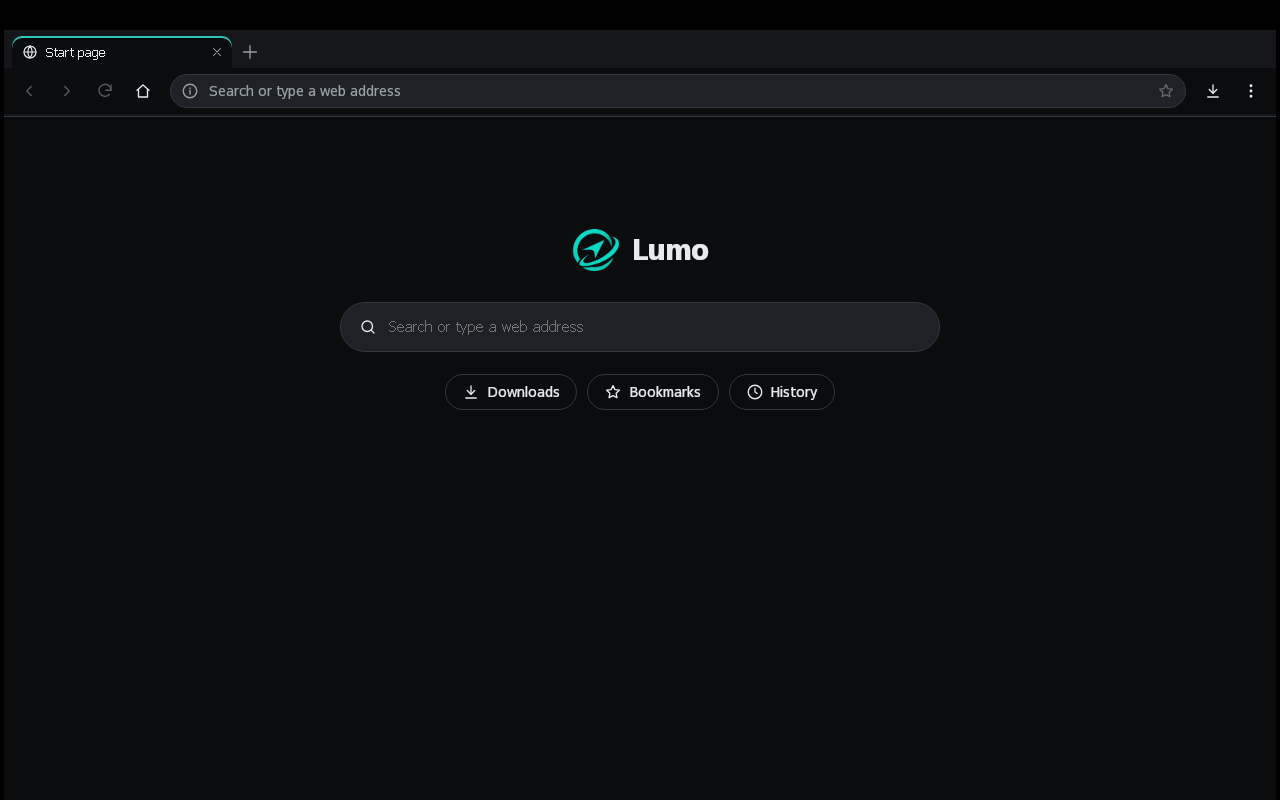 Start page
Search or type a web address
Lumo
Search or type a web address
Downloads
Bookmarks
History